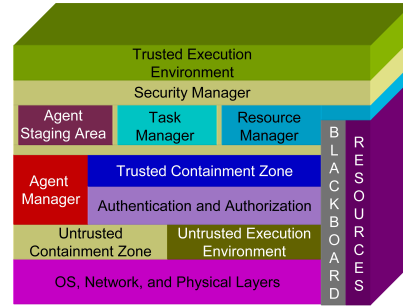 Trusted Execution
Environment
Security Manager
Agent
Staging Area
Task
Manager
Resource
Manager
BLACKBOARD
RESOURCES
Agent
Manager
Trusted Containment Zone
Authentication and Authorization
Untrusted
Containment Zone
Untrusted Execution
Environment
OS, Network, and Physical Layers